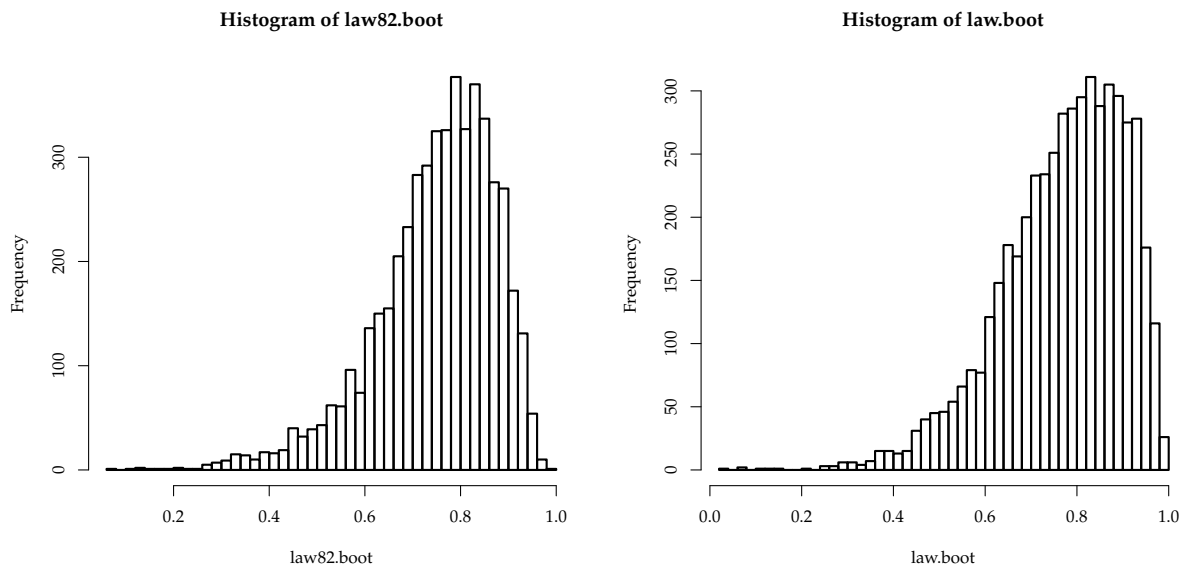 Histogram of law82.boot
Frequency
0
100
200
300
0.2 0.4 0.6 0.8 1.0
law82.boot
Histogram of law.boot
Frequency
0
50
100
150
200
250
300
0.0 0.2 0.4 0.6 0.8 1.0
law.boot